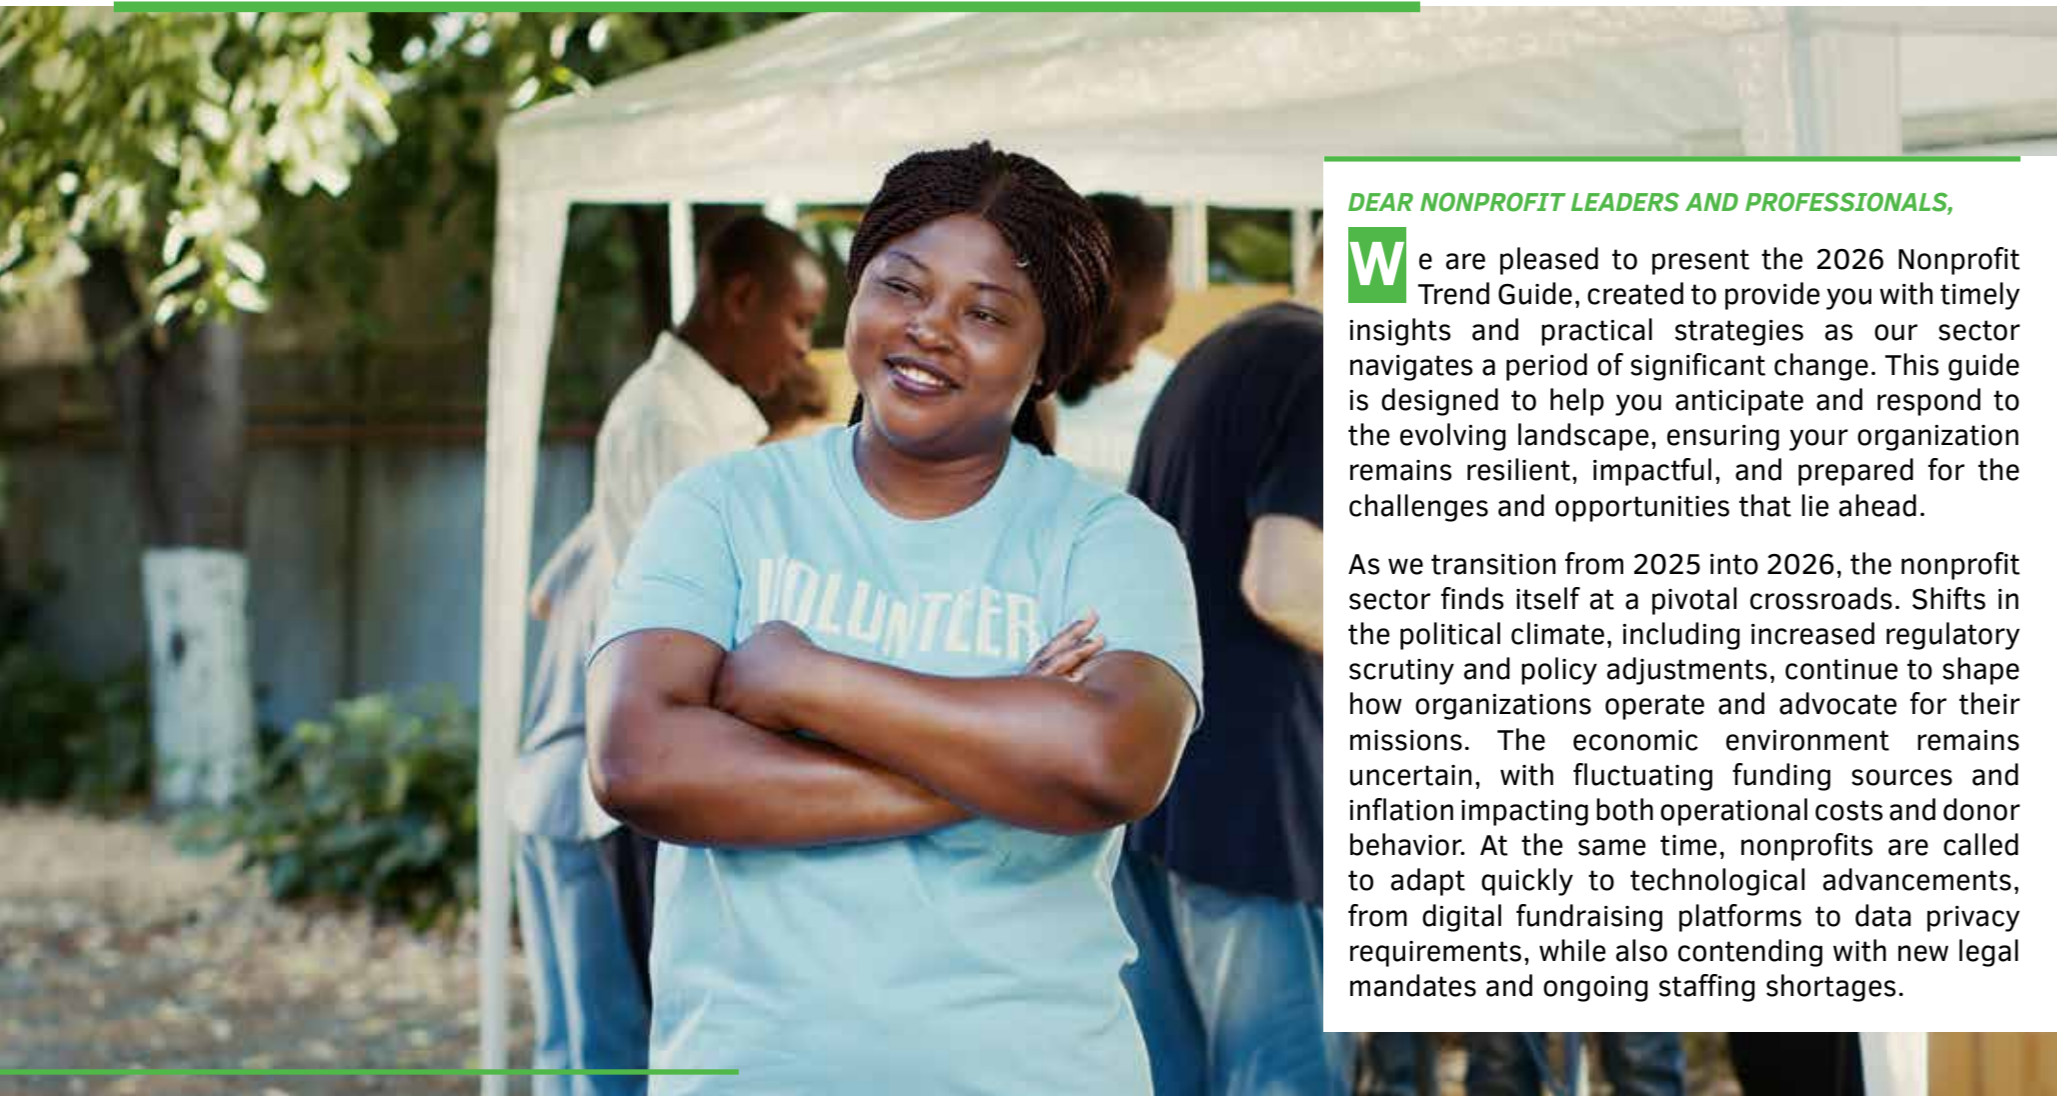 VOLUNTEER
DEAR NONPROFIT LEADERS AND PROFESSIONALS,
We are pleased to present the 2026 Nonprofit
Trend Guide, created to provide you with timely
insights and practical strategies as our sector
navigates a period of significant change. This guide
is designed to help you anticipate and respond to
the evolving landscape, ensuring your organization
remains resilient, impactful, and prepared for the
challenges and opportunities that lie ahead.
As we transition from 2025 into 2026, the nonprofit
sector finds itself at a pivotal crossroads. Shifts in
the political climate, including increased regulatory
scrutiny and policy adjustments, continue to shape
how organizations operate and advocate for their
missions. The economic environment remains
uncertain, with fluctuating funding sources and
inflation impacting both operational costs and donor
behavior. At the same time, nonprofits are called
to adapt quickly to technological advancements,
from digital fundraising platforms to data privacy
requirements, while also contending with new legal
mandates and ongoing staffing shortages.